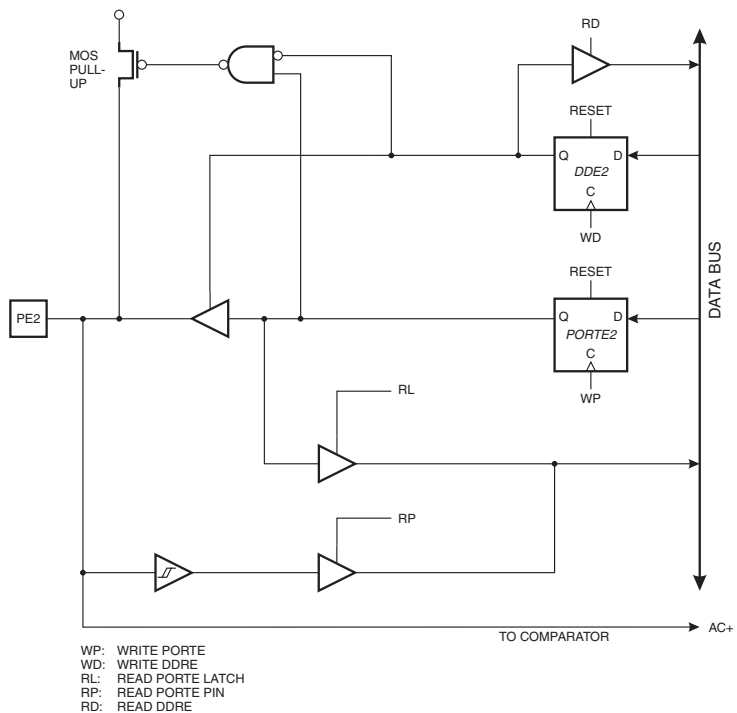 RD
MOS
PULL-
UP
RESET
Q D
DDE2
C
WD
RESET
DATA BUS
PE2
Q D
PORTE2
C
WP
RL
RP
TO COMPARATOR
AC+
WP: WRITE PORTE
WD: WRITE DDRE
RL: READ PORTE LATCH
RP: READ PORTE PIN
RD: READ DDRE